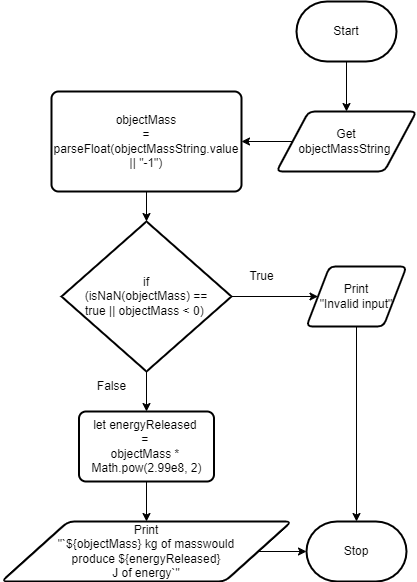 Start
Get
objectMassString
objectMass
=
parseFloat(objectMassString.value
|| "-1")
if
(isNaN(objectMass) ==
true || objectMass < 0)
True
Print
"Invalid input"
False
let energyReleased
=
objectMass *
Math.pow(2.99e8, 2)
Print
"`${objectMass} kg of masswould
produce ${energyReleased}
J of energy`"
Stop